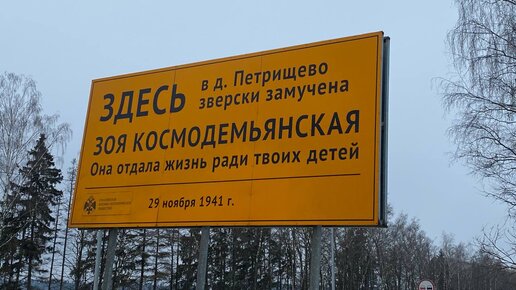 ЗДЕСЬ в д. Петрищево
зверски замучена
ЗОЯ КОСМОДЕМЬЯНСКАЯ
Она отдала жизнь ради твоих детей
29 ноября 1941 г.